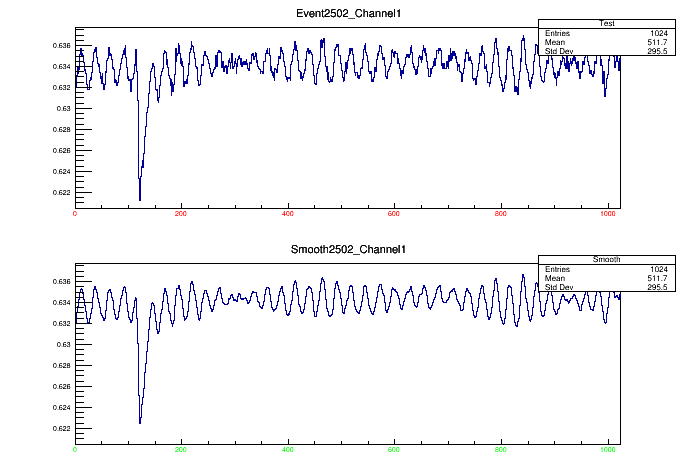 Event2502_Channel1
Test
Entries 1024
Mean 511.7
Std Dev 295.5
0.636
0.634
0.632
0.63
0.628
0.626
0.624
0.622
0 200 400 600 800 1000
Smooth2502_Channel1
Smooth
Entries 1024
Mean 511.7
Std Dev 295.5
0.636
0.634
0.632
0.63
0.628
0.626
0.624
0.622
0 200 400 600 800 1000